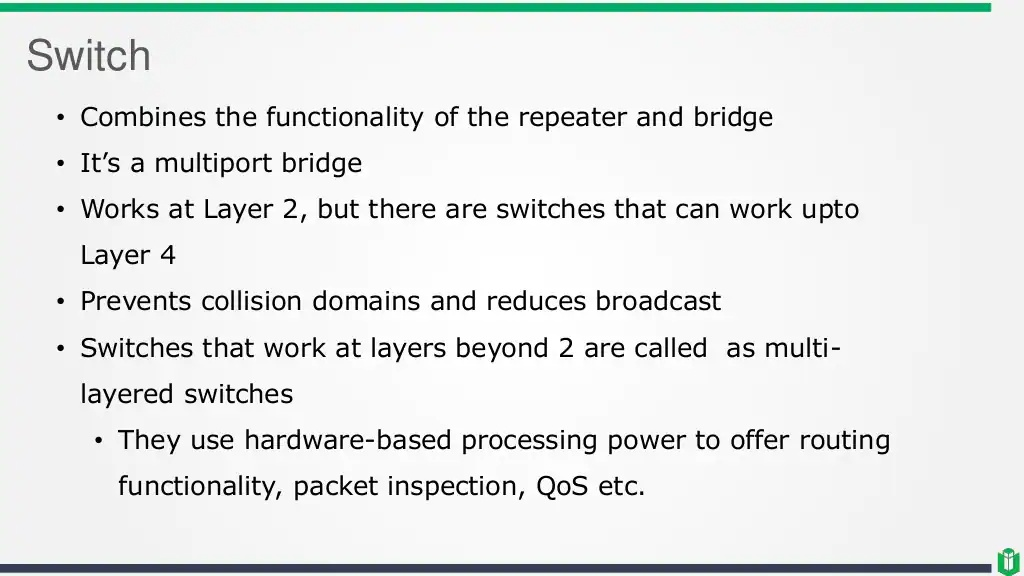 Switch
• Combines the functionality of the repeater and bridge
• It’s a multiport bridge
• Works at Layer 2, but there are switches that can work upto
Layer 4
• Prevents collision domains and reduces broadcast
• Switches that work at layers beyond 2 are called  as multi-
layered switches
• They use hardware-based processing power to offer routing
functionality, packet inspection, QoS etc.